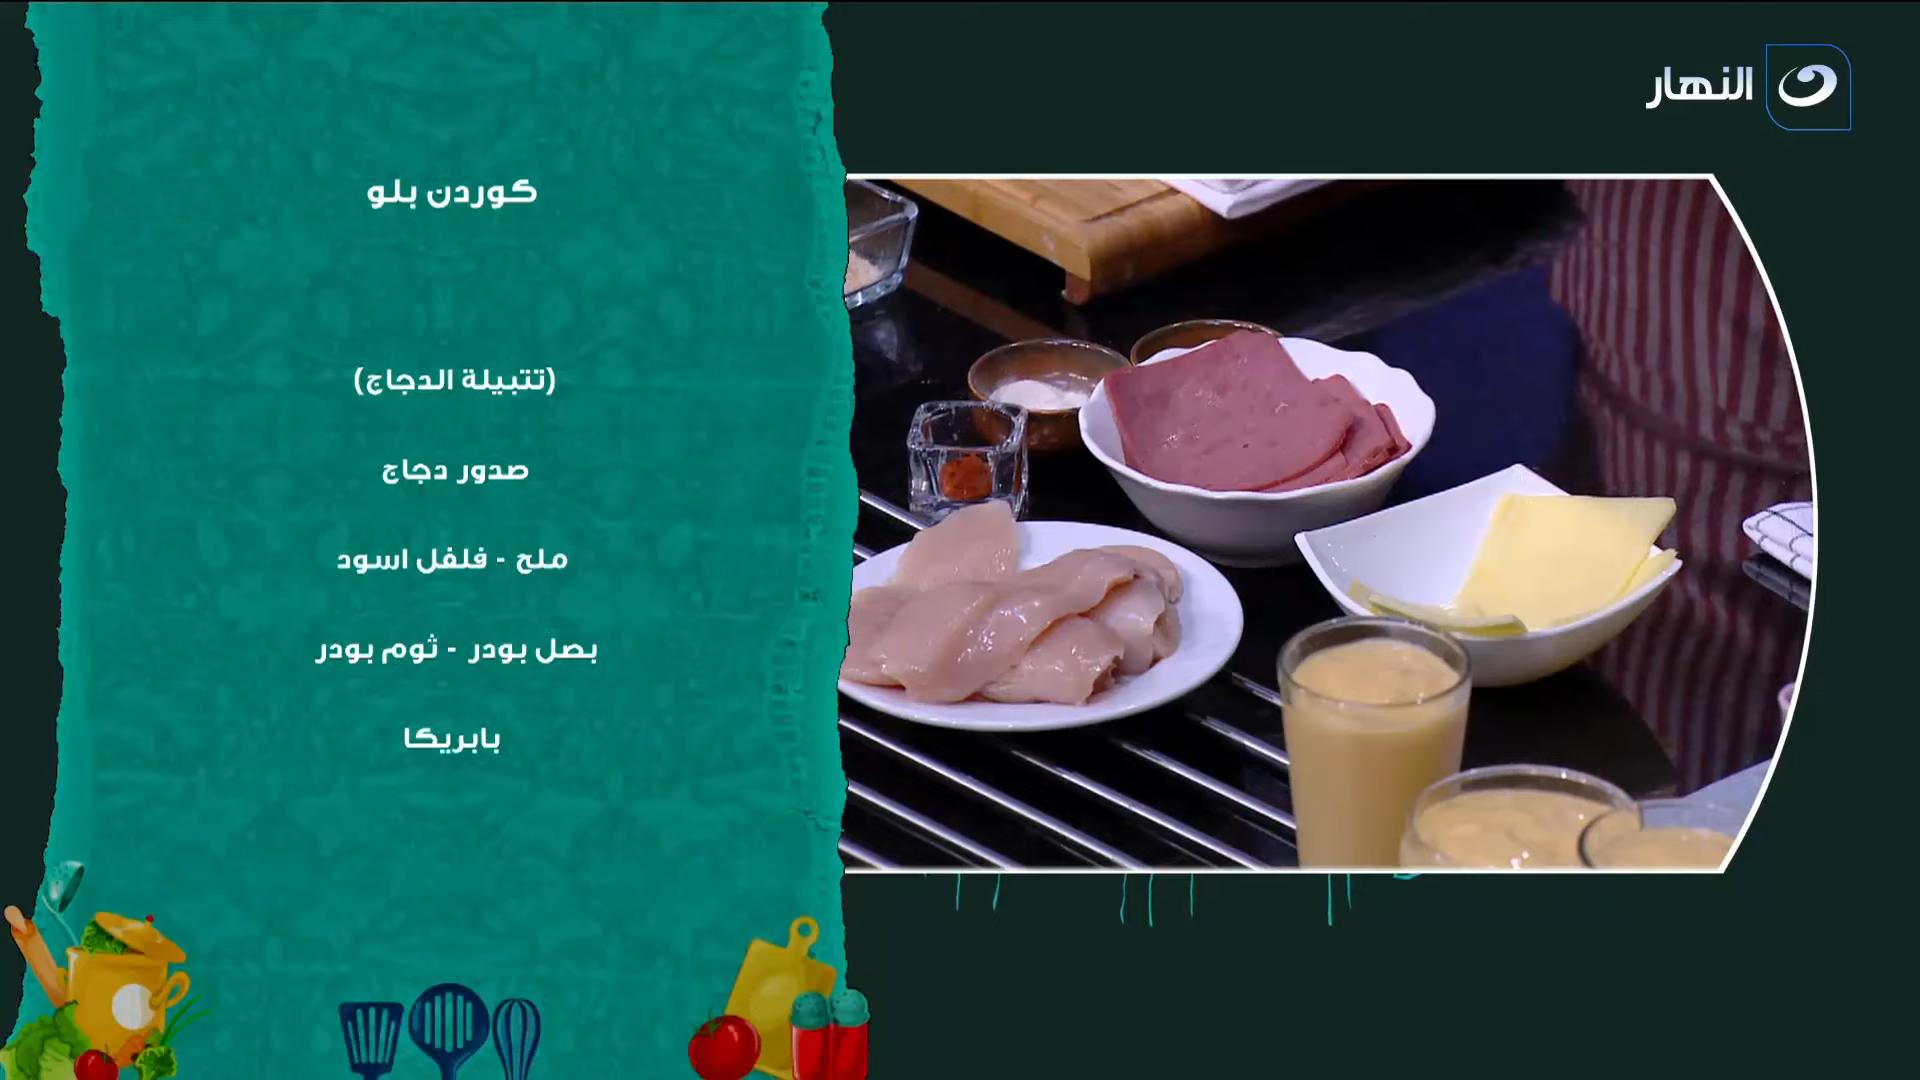 النهار
كوردن بلو
(تتبيلة الدجاج)
صدور دجاج
ملح - فلفل اسود
بصل بودر - ثوم بودر
بابريكا